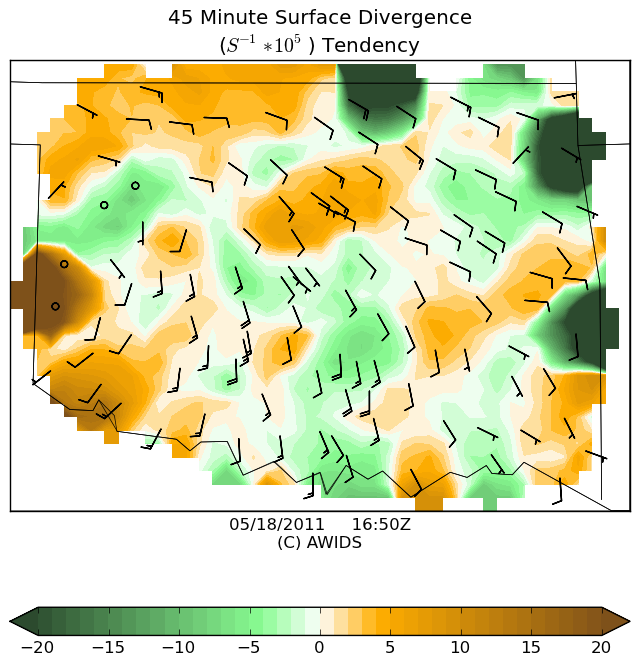 45 Minute Surface Divergence
(S⁻¹ * 10⁵ ) Tendency
05/18/2011 16:50Z
(C) AWIDS
−20 −15 −10 −5 0 5 10 15 20